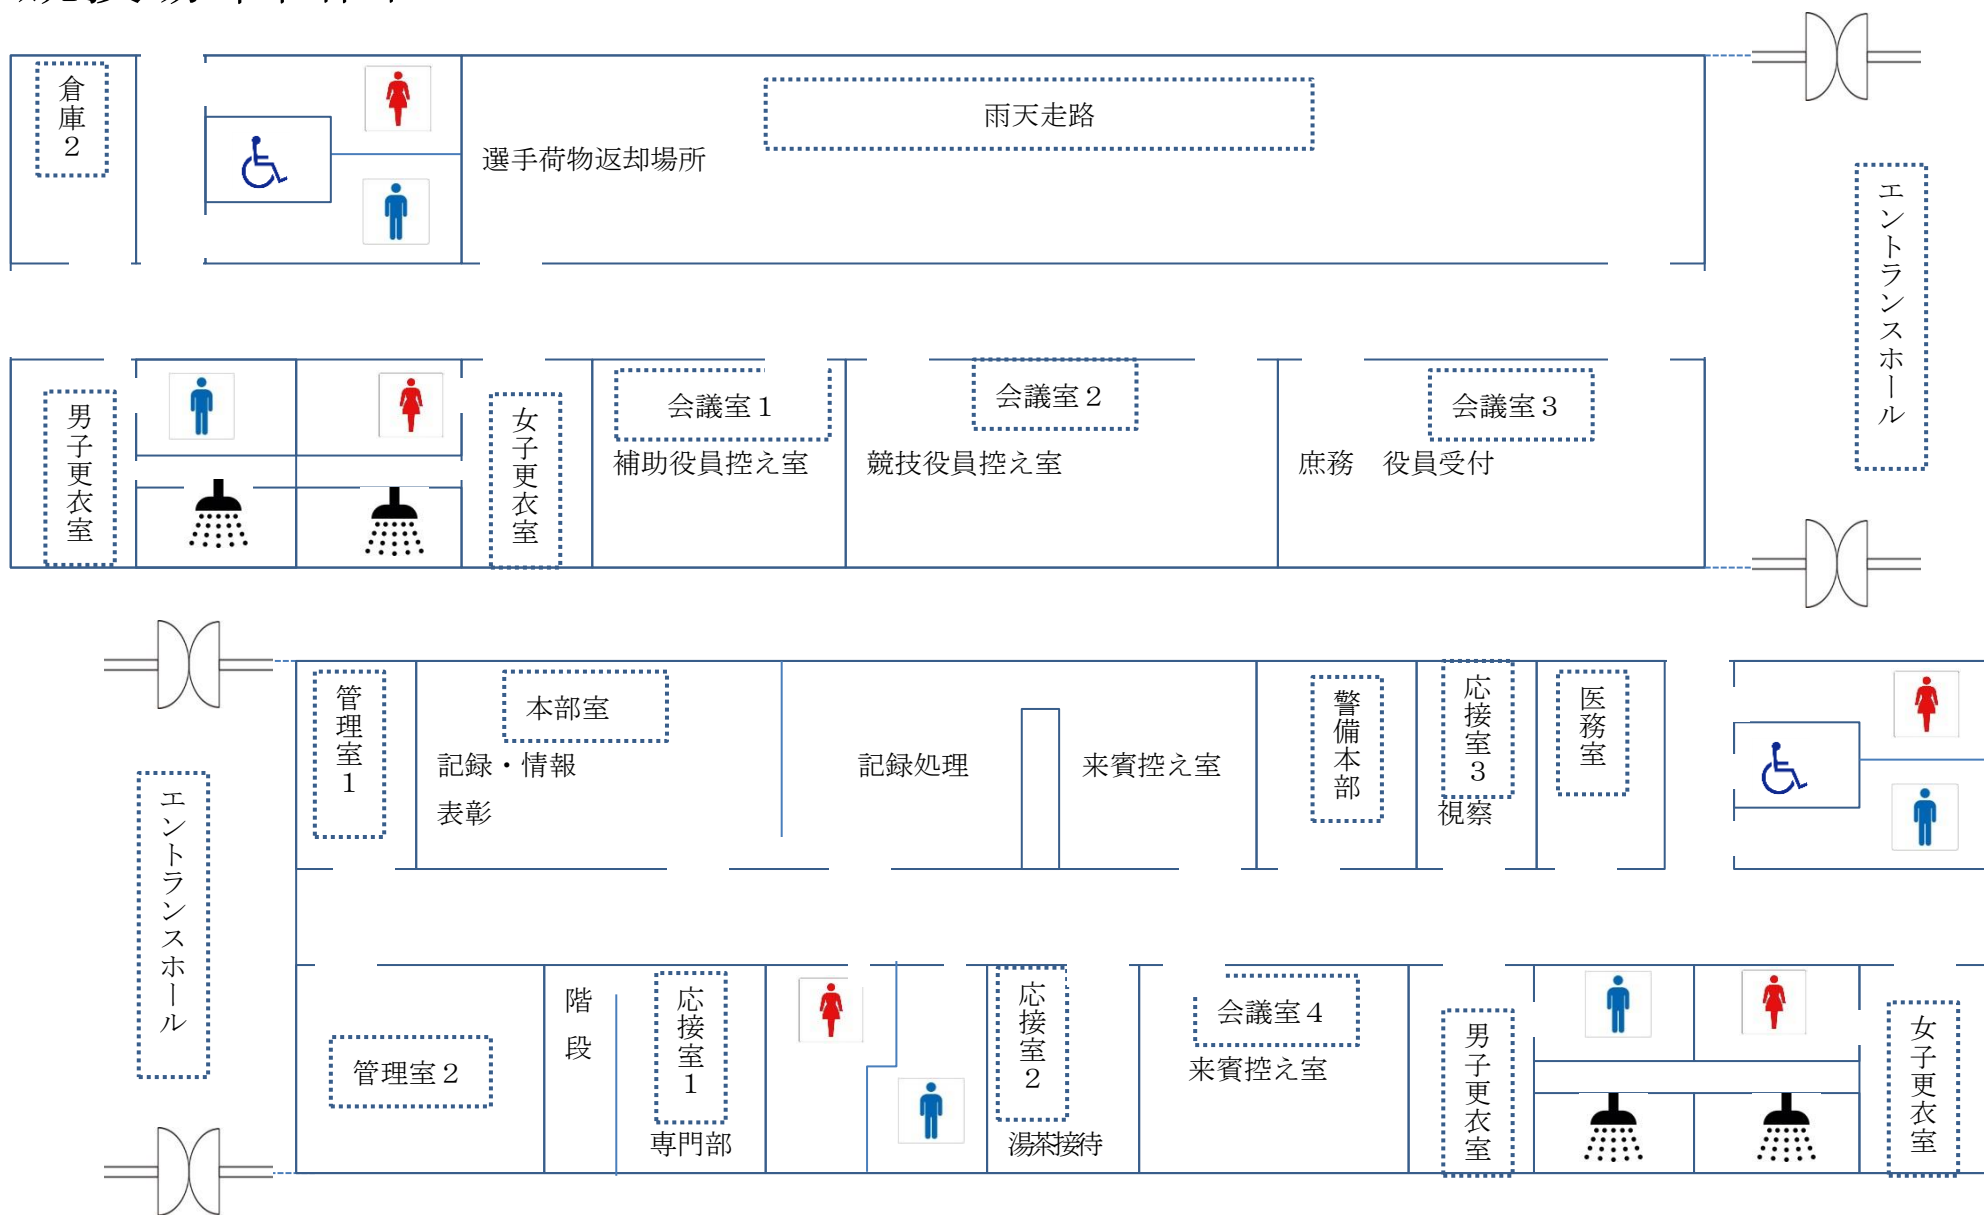 倉庫２
雨天走路
選手荷物返却場所
エントランスホール
男子更衣室
女子更衣室
会議室１
補助役員控え室
会議室２
競技役員控え室
会議室３
庶務　役員受付
エントランスホール
管理室１
本部室
記録・情報
表彰
記録処理
来賓控え室
警備本部
応接室３
視察
医務室
管理室２
階段
応接室１
専門部
応接室２
湯茶接待
会議室４
来賓控え室
男子更衣室
女子更衣室